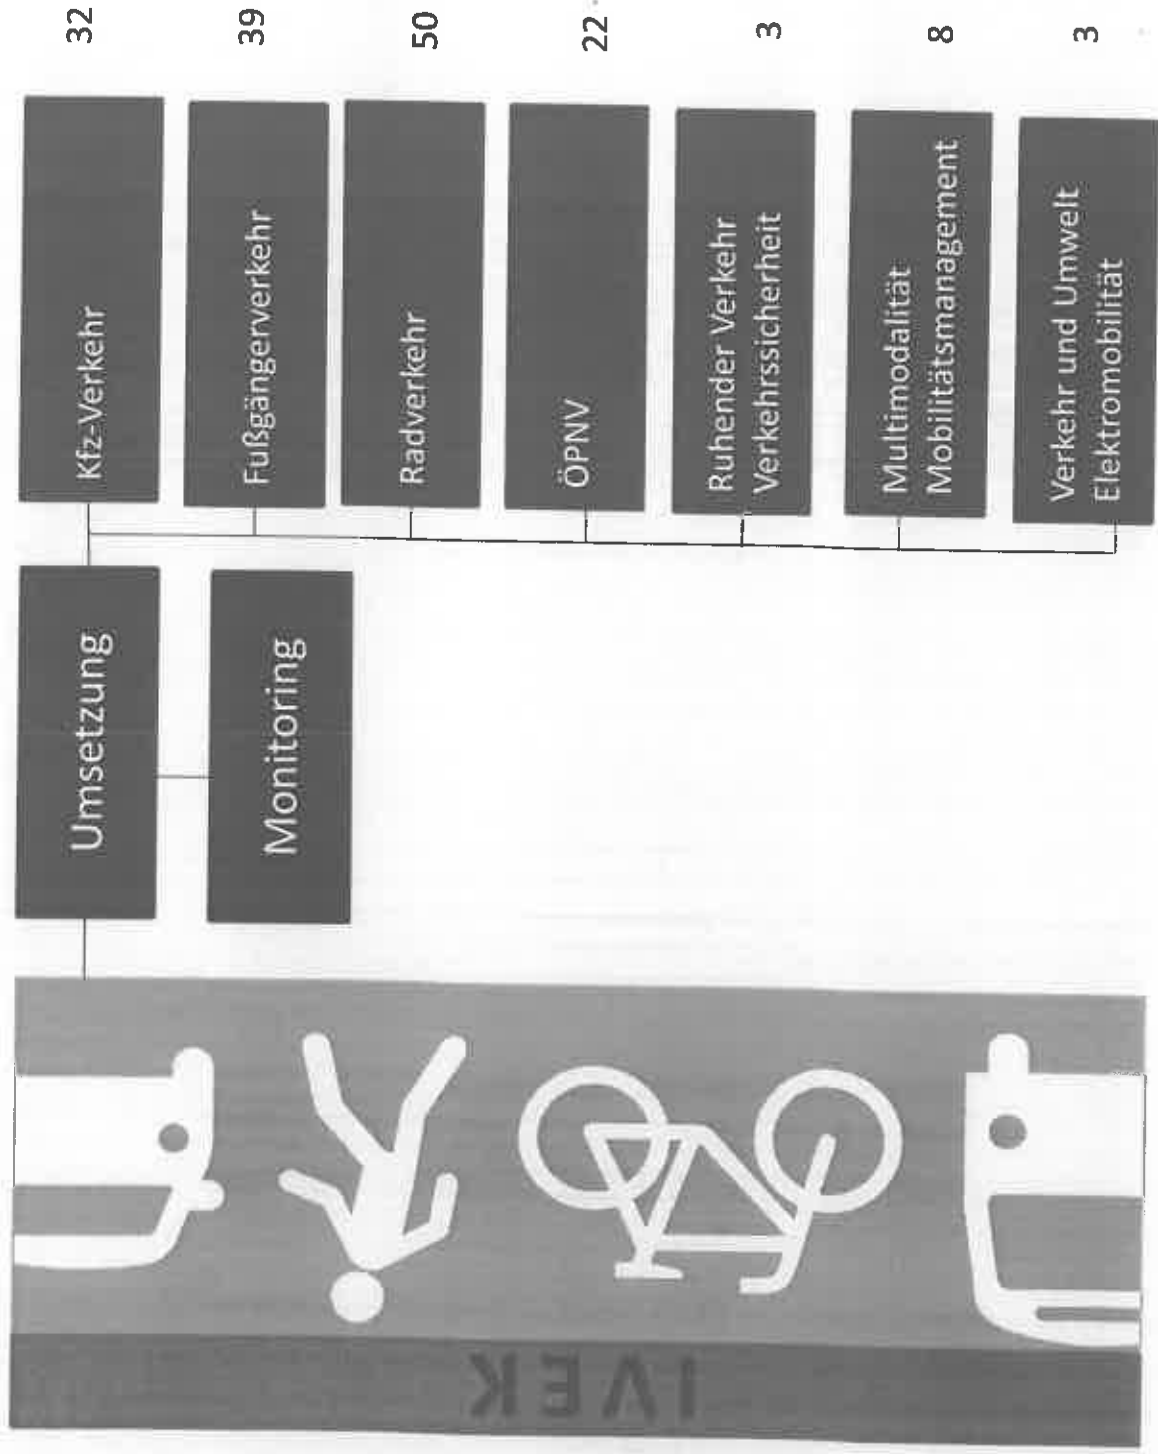 IVEK
Umsetzung
Monitoring
Kfz-Verkehr
32
Fußgängerverkehr
39
Radverkehr
50
ÖPNV
22
Ruhender Verkehr
Verkehrssicherheit
3
Multimodalität
Mobilitätsmanagement
8
Verkehr und Umwelt
Elektromobilität
3